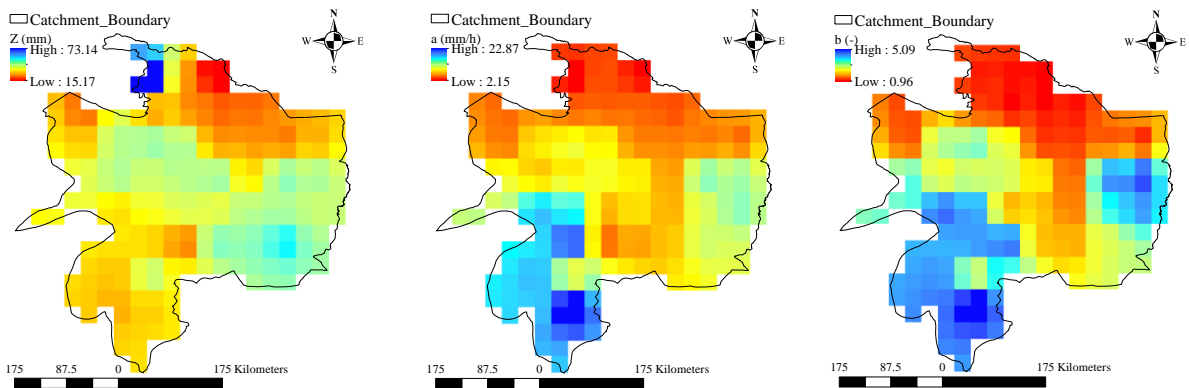 Catchment_Boundary
Z (mm)
High : 73.14
Low : 15.17
N
W
E
S
175
87.5
0
175 Kilometers
Catchment_Boundary
a (mm/h)
High : 22.87
Low : 2.15
N
W
E
S
175
87.5
0
175 Kilometers
Catchment_Boundary
b (-)
High : 5.09
Low : 0.96
N
W
E
S
175
87.5
0
175 Kilometers